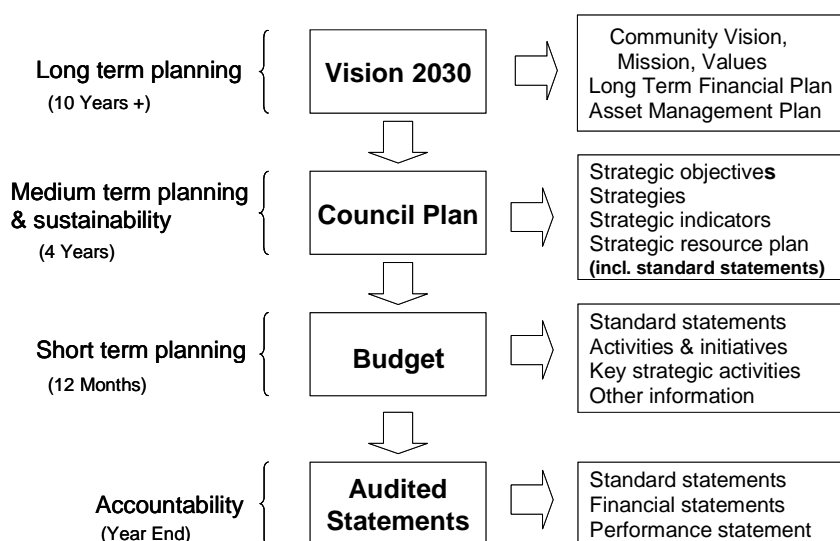 Long term planning
(10 Years +)
Vision 2030
Community Vision,
Mission, Values
Long Term Financial Plan
Asset Management Plan
Medium term planning
& sustainability
(4 Years)
Council Plan
Strategic objectives
Strategies
Strategic indicators
Strategic resource plan
(incl. standard statements)
Short term planning
(12 Months)
Budget
Standard statements
Activities & initiatives
Key strategic activities
Other information
Accountability
(Year End)
Audited
Statements
Standard statements
Financial statements
Performance statement